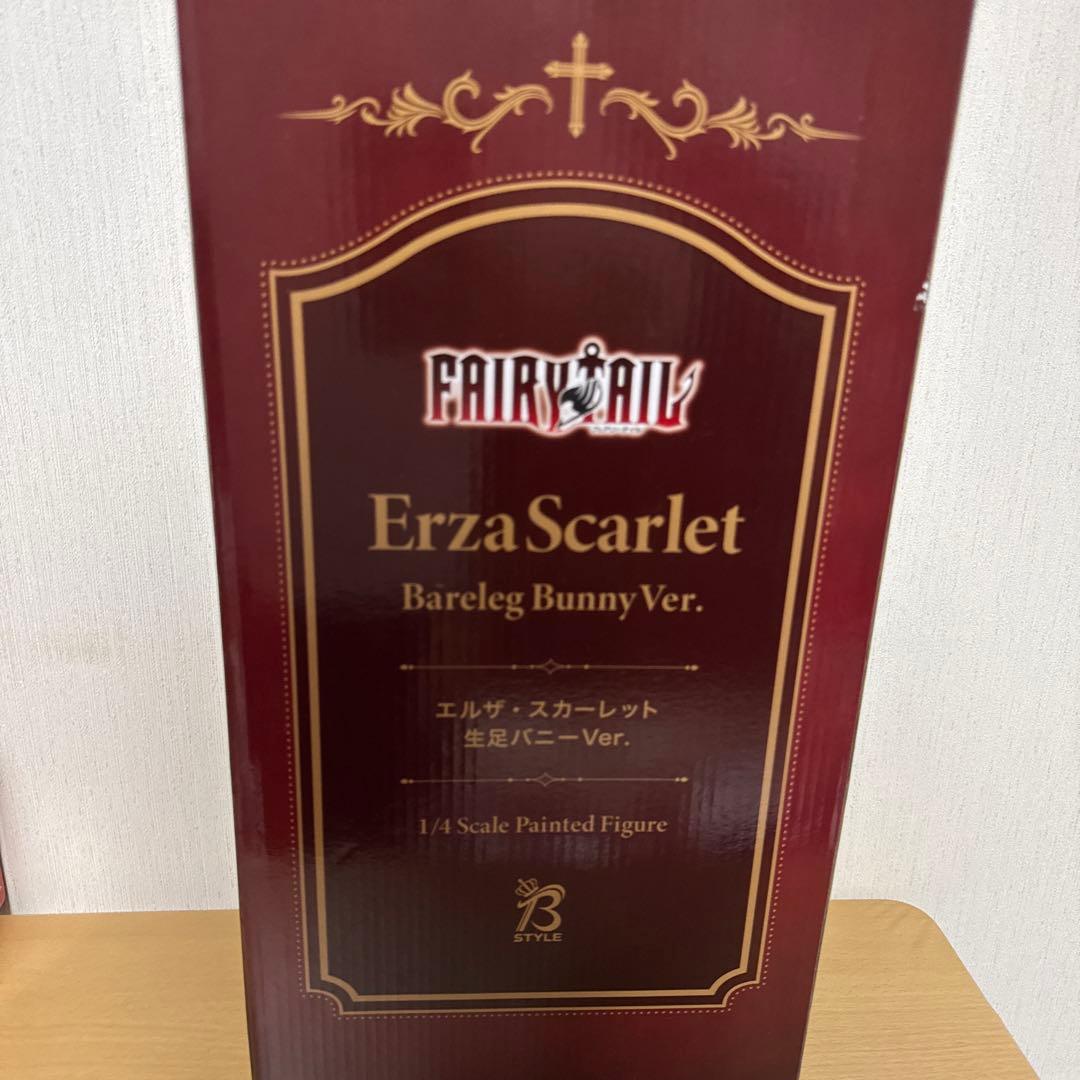 FAIRY TAIL
Erza Scarlet
Bareleg Bunny Ver.
エルザ・スカーレット
生足バニーVer.
1/4 Scale Painted Figure
B
STYLE